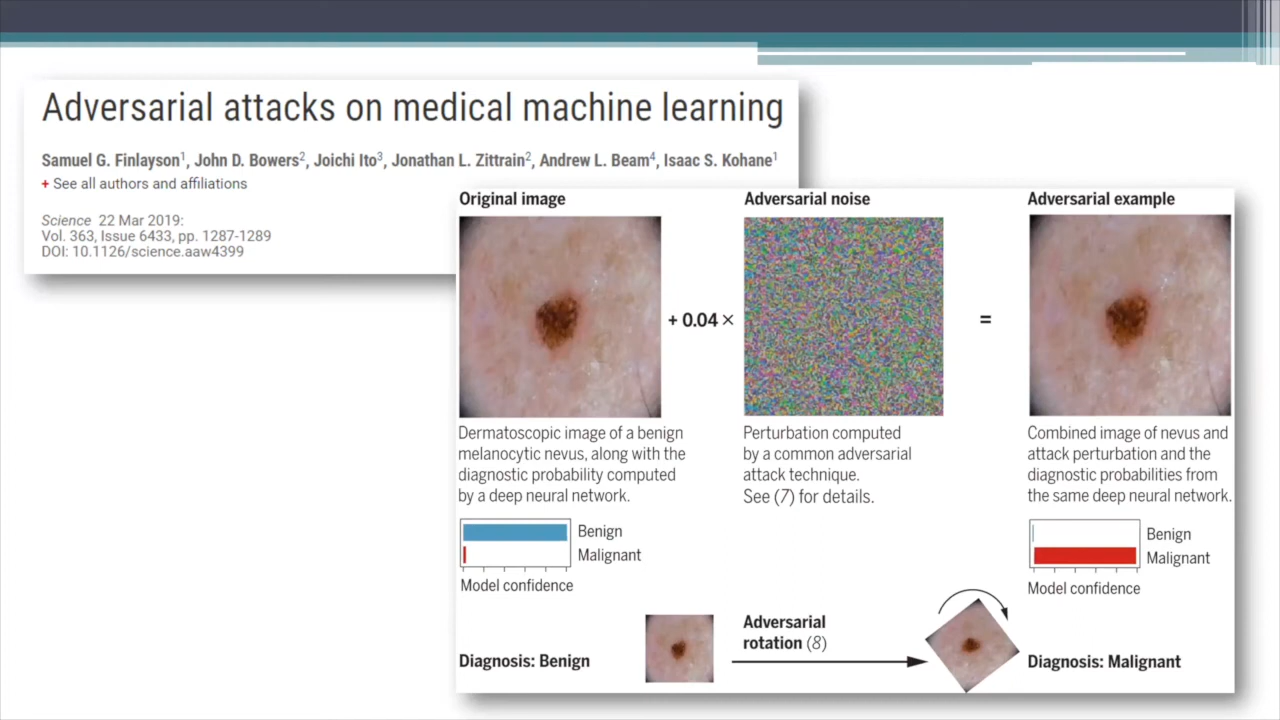 Adversarial attacks on medical machine learning
Samuel G. Finlayson1, John D. Bowers2, Joichi Ito3, Jonathan L. Zittrain2, Andrew L. Beam4, Isaac S. Kohane1
+ See all authors and affiliations
Science 22 Mar 2019:
Vol. 363, Issue 6433, pp. 1287-1289
DOI: 10.1126/science.aaw4399
Original image
Adversarial noise
Adversarial example
+ 0.04 ×
=
Dermatoscopic image of a benign
melanocytic nevus, along with the
diagnostic probability computed
by a deep neural network.
Perturbation computed
by a common adversarial
attack technique.
See (7) for details.
Combined image of nevus and
attack perturbation and the
diagnostic probabilities from
the same deep neural network.
Benign
Malignant
Model confidence
Benign
Malignant
Model confidence
Adversarial
rotation (8)
Diagnosis: Benign
Diagnosis: Malignant